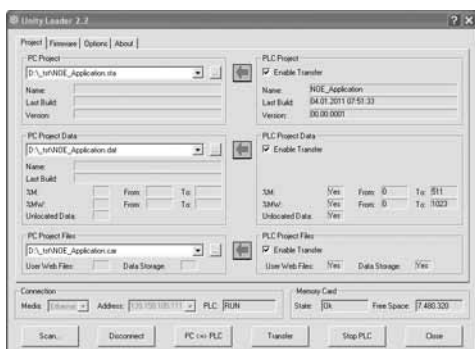 Unity Loader 2.2
Project Firmware Options About
PC Project
D:\_txt\NOE_Application.sta
Name:
Last Build:
Version:
PLC Project
Enable Transfer
Name: NOE_Application
Last Build: 04.01.2011 07:51:33
Version: 00.00.0001
PC Project Data
D:\_txt\NOE_Application.dat
Name:
Last Build:
%M: From: To:
%MW: From: To:
Unlocated Data:
PLC Project Data
Enable Transfer
%M: Yes From: 0 To: 511
%MW: Yes From: 0 To: 1023
Unlocated Data: Yes
PC Project Files
D:\_txt\NOE_Application.car
User Web Files: Data Storage:
PLC Project Files
Enable Transfer
User Web Files: Yes Data Storage: Yes
Connection
Media: Ethernet Address: PLC: RUN
Memory Card
State: Ok Free Space: 7.480.320
Scan... Disconnect PC <=> PLC Transfer Stop PLC Close